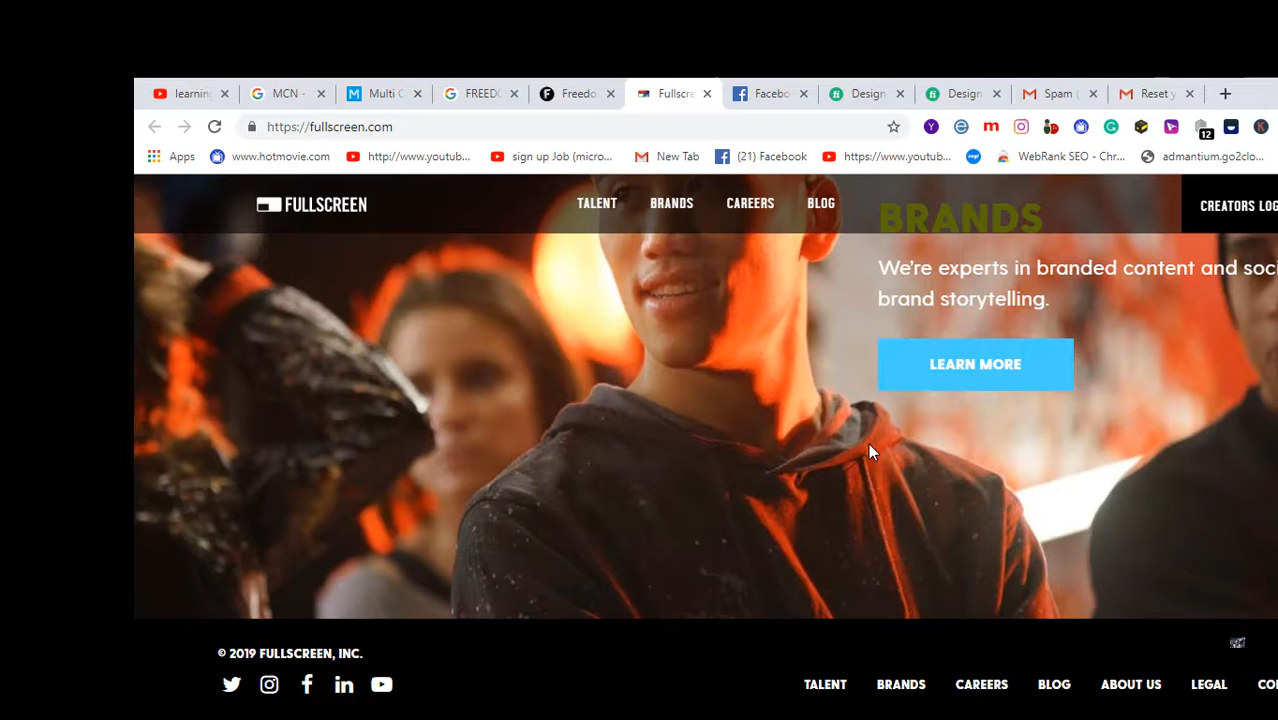 learning MCN - Multi C FREED Freedo Fullscre Facebo Design Design Spam ( Reset y
https://fullscreen.com
12
Apps www.hotmovie.com http://www.youtub... sign up Job (micro... New Tab (21) Facebook https://www.youtub... WebRank SEO - Chr... admantium.go2clo...
FULLSCREEN TALENT BRANDS CAREERS BLOG CREATORS LOG
BRANDS
We're experts in branded content and soci
brand storytelling.
LEARN MORE
© 2019 FULLSCREEN, INC.
TALENT BRANDS CAREERS BLOG ABOUT US LEGAL CO